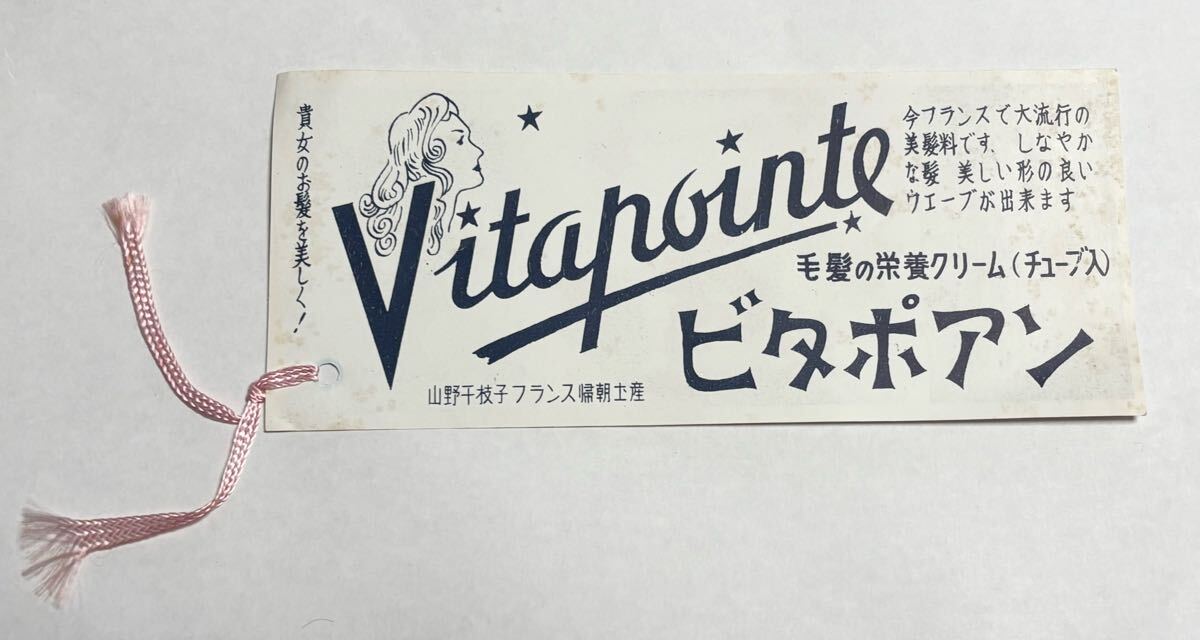 貴女のお髪を美しく!
Vitapointe
今フランスで大流行の
美髪料です、しなやか
な髪 美しい形の良い
ウエーブが出来ます
毛髪の栄養クリーム(チューブ入)
ビタポアン
山野千枝子フランス帰朝土産